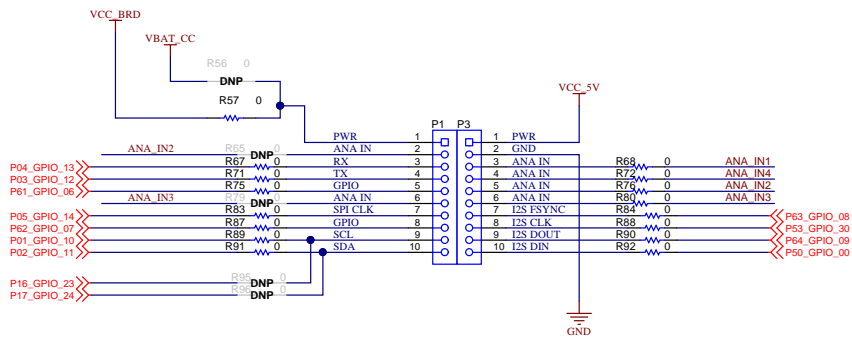 VCC_BRD
VBAT_CC
R56 0
DNP
R57 0
VCC_5V
P1 P3
PWR 1 1 PWR
ANA_IN2 R65 DNP 0 ANA IN 2 2 GND
P04_GPIO_13 R67 0 RX 3 3 ANA IN R68 0 ANA_IN1
P03_GPIO_12 R71 0 TX 4 4 ANA IN R72 0 ANA_IN4
P61_GPIO_06 R75 0 GPIO 5 5 ANA IN R76 0 ANA_IN2
ANA_IN3 R79 DNP 0 ANA IN 6 6 ANA IN R80 0 ANA_IN3
P05_GPIO_14 R83 0 SPI CLK 7 7 I2S FSYNC R84 0 P63_GPIO_08
P62_GPIO_07 R87 0 GPIO 8 8 I2S CLK R88 0 P53_GPIO_30
P01_GPIO_10 R89 0 SCL 9 9 I2S DOUT R90 0 P64_GPIO_09
P02_GPIO_11 R91 0 SDA 10 10 I2S DIN R92 0 P50_GPIO_00
P16_GPIO_23 R95 DNP 0
P17_GPIO_24 R96 DNP 0
GND